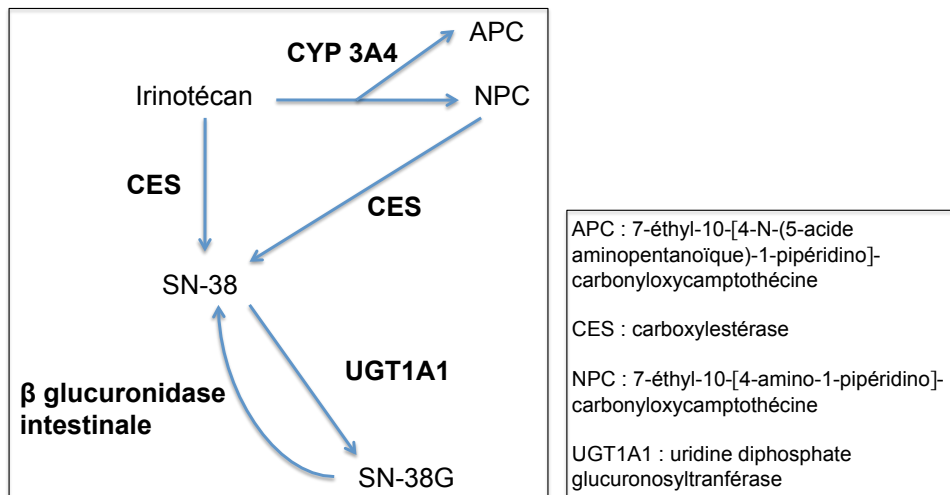 APC
CYP 3A4
Irinotécan
NPC
CES
CES
SN-38
UGT1A1
β glucuronidase
intestinale
SN-38G
APC : 7-éthyl-10-[4-N-(5-acide
aminopentanoïque)-1-pipéridino]-
carbonyloxycamptothécine
CES : carboxylestérase
NPC : 7-éthyl-10-[4-amino-1-pipéridino]-
carbonyloxycamptothécine
UGT1A1 : uridine diphosphate
glucuronosyltranférase